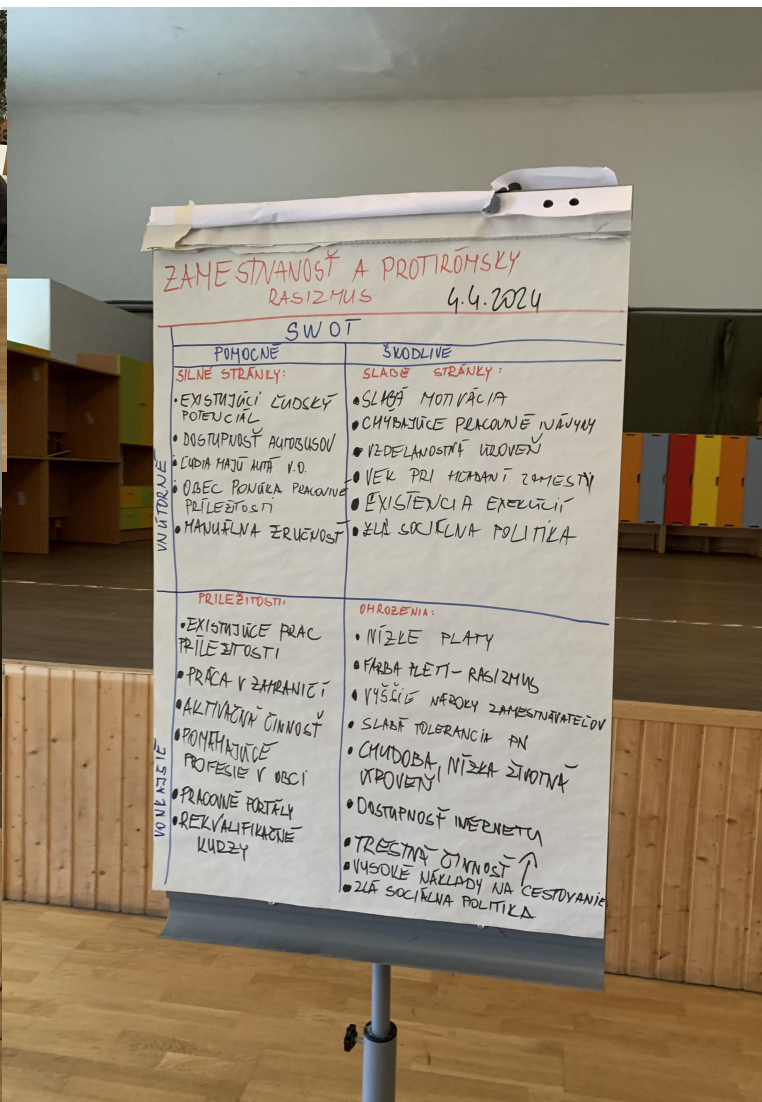 ZAMESTNANOSŤ A PROTIRÓMSKY
RASIZMUS 4.4.2024
SWOT
POMOCNÉ ŠKODLIVÉ
VNÚTORNÉ
SILNÉ STRÁNKY:
• EXISTUJÚCI ĽUDSKÝ
POTENCIÁL
• DOSTUPNOSŤ AUTOBUSOV
• ĽUDIA MAJÚ AUTÁ V.O.
• OBEC PONÚKA PRACOVNÉ
PRÍLEŽITOSTI
• MANUÁLNA ZRUČNOSŤ
SLABÉ STRÁNKY:
• SLABÁ MOTIVÁCIA
• CHÝBAJÚCE PRACOVNÉ NÁVYKY
• VZDELANOSTNÁ ÚROVEŇ
• VEK PRI HĽADANÍ ZAMESTN
• EXISTENCIA EXEKÚCIÍ
• ZLÁ SOCIÁLNA POLITIKA
VONKAJŠIE
PRÍLEŽITOSTI:
• EXISTUJÚCE PRAC
PRÍLEŽITOSTI
• PRÁCA V ZAHRANIČÍ
• AKTIVAČNÁ ČINNOSŤ
• POMÁHAJÚCE
PROFESIE V OBCI
• PRACOVNÉ PORTÁLY
• REKVALIFIKAČNÉ
KURZY
OHROZENIA:
• NÍZKE PLATY
• FARBA PLETI - RASIZMUS
• VYŠŠIE NÁROKY ZAMESTNÁVATEĽOV
• SLABÁ TOLERANCIA PN
• CHUDOBA, NÍZKA ŽIVOTNÁ
ÚROVEŇ
• DOSTUPNOSŤ INERNETU
• TRESTNÁ ČINNOSŤ
• VYSOKÉ NÁKLADY NA CESTOVANIE
• ZLÁ SOCIÁLNA POLITIKA